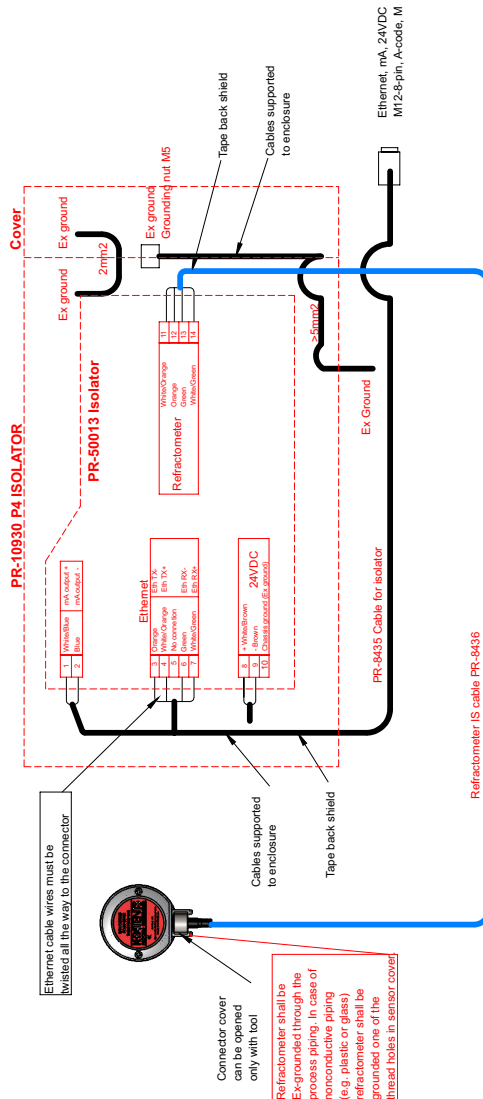 PR-10930 P4 ISOLATOR
Cover
PR-50013 Isolator
Ex ground
Ex ground
2mm2
Ex ground
Grounding nut M5
Tape back shield
Cables supported
to enclosure
Ethernet, mA, 24VDC
M12-8-pin, A-code, M
1 White/Blue mA output +
2 Blue mA output -
Ethernet
3 Orange Eth TX-
4 White/Orange Eth TX+
5 No connetion
6 Green Eth RX-
7 White/Green Eth RX+
24VDC
8 + White/Brown
9 - Brown
10 Chassis ground (Ex ground)
Refractometer
White/Orange 11
Orange 12
Green 13
White/Green 14
>5mm2
Ex Ground
PR-8435 Cable for isolator
Refractometer IS cable PR-8436
Ethernet cable wires must be
twisted all the way to the connector
Cables supported
to enclosure
Tape back shield
Connector cover
can be opened
only with tool
Refractometer shall be
Ex-grounded through the
process piping. In case of
nonconductive piping
(e.g. plastic or glass)
refractometer shall be
grounded one of the
thread holes in sensor cover.